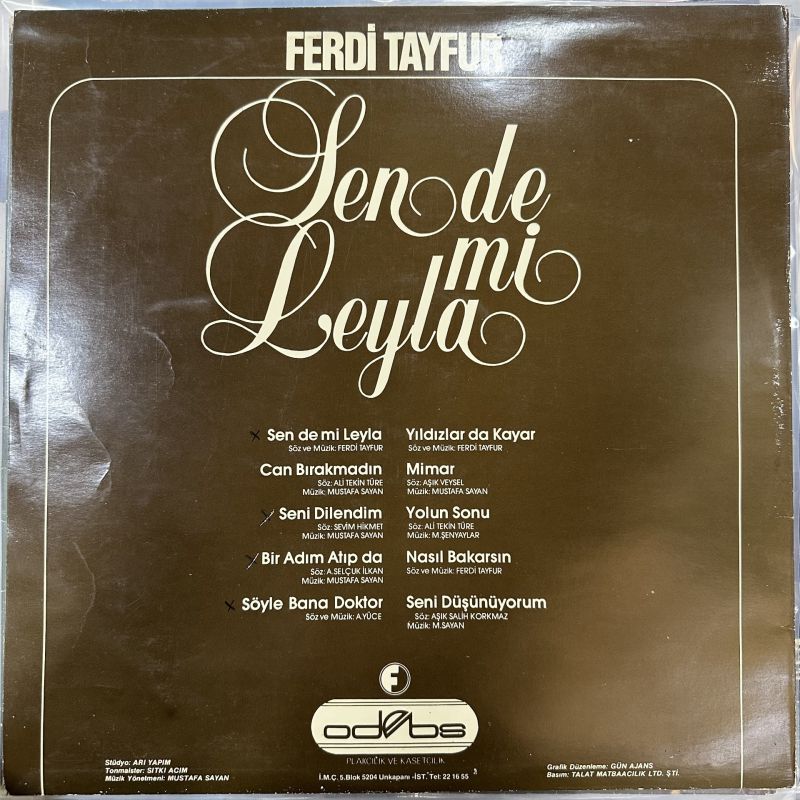 FERDİ TAYFUR
Sen de
mi
Leyla
Sen de mi Leyla
Söz ve Müzik: FERDİ TAYFUR
Can Bırakmadın
Söz: ALİ TEKİN TÜRE
Müzik: MUSTAFA SAYAN
Seni Dilendim
Söz: SEVİM HİKMET
Müzik: MUSTAFA SAYAN
Bir Adım Atıp da
Söz: A.SELÇUK İLKAN
Müzik: MUSTAFA SAYAN
Söyle Bana Doktor
Söz ve Müzik: A.YÜCE
Yıldızlar da Kayar
Söz ve Müzik: FERDİ TAYFUR
Mimar
Söz: AŞIK VEYSEL
Müzik: MUSTAFA SAYAN
Yolun Sonu
Söz: ALİ TEKİN TÜRE
Müzik: M.ŞENYAYLAR
Nasıl Bakarsın
Söz ve Müzik: FERDİ TAYFUR
Seni Düşünüyorum
Söz: AŞIK SALİH KORKMAZ
Müzik: M.SAYAN
F
odebs
PLAKCILIK VE KASETCİLİK
İ.M.Ç. 5.Blok 5204 Unkapanı -İST. Tel: 22 16 55
Stüdyo: ARI YAPIM
Tonmaister: SITKI ACIM
Müzik Yönetmeni: MUSTAFA SAYAN
Grafik Düzenleme: GÜN AJANS
Basım: TALAT MATBAACILIK LTD. ŞTİ.